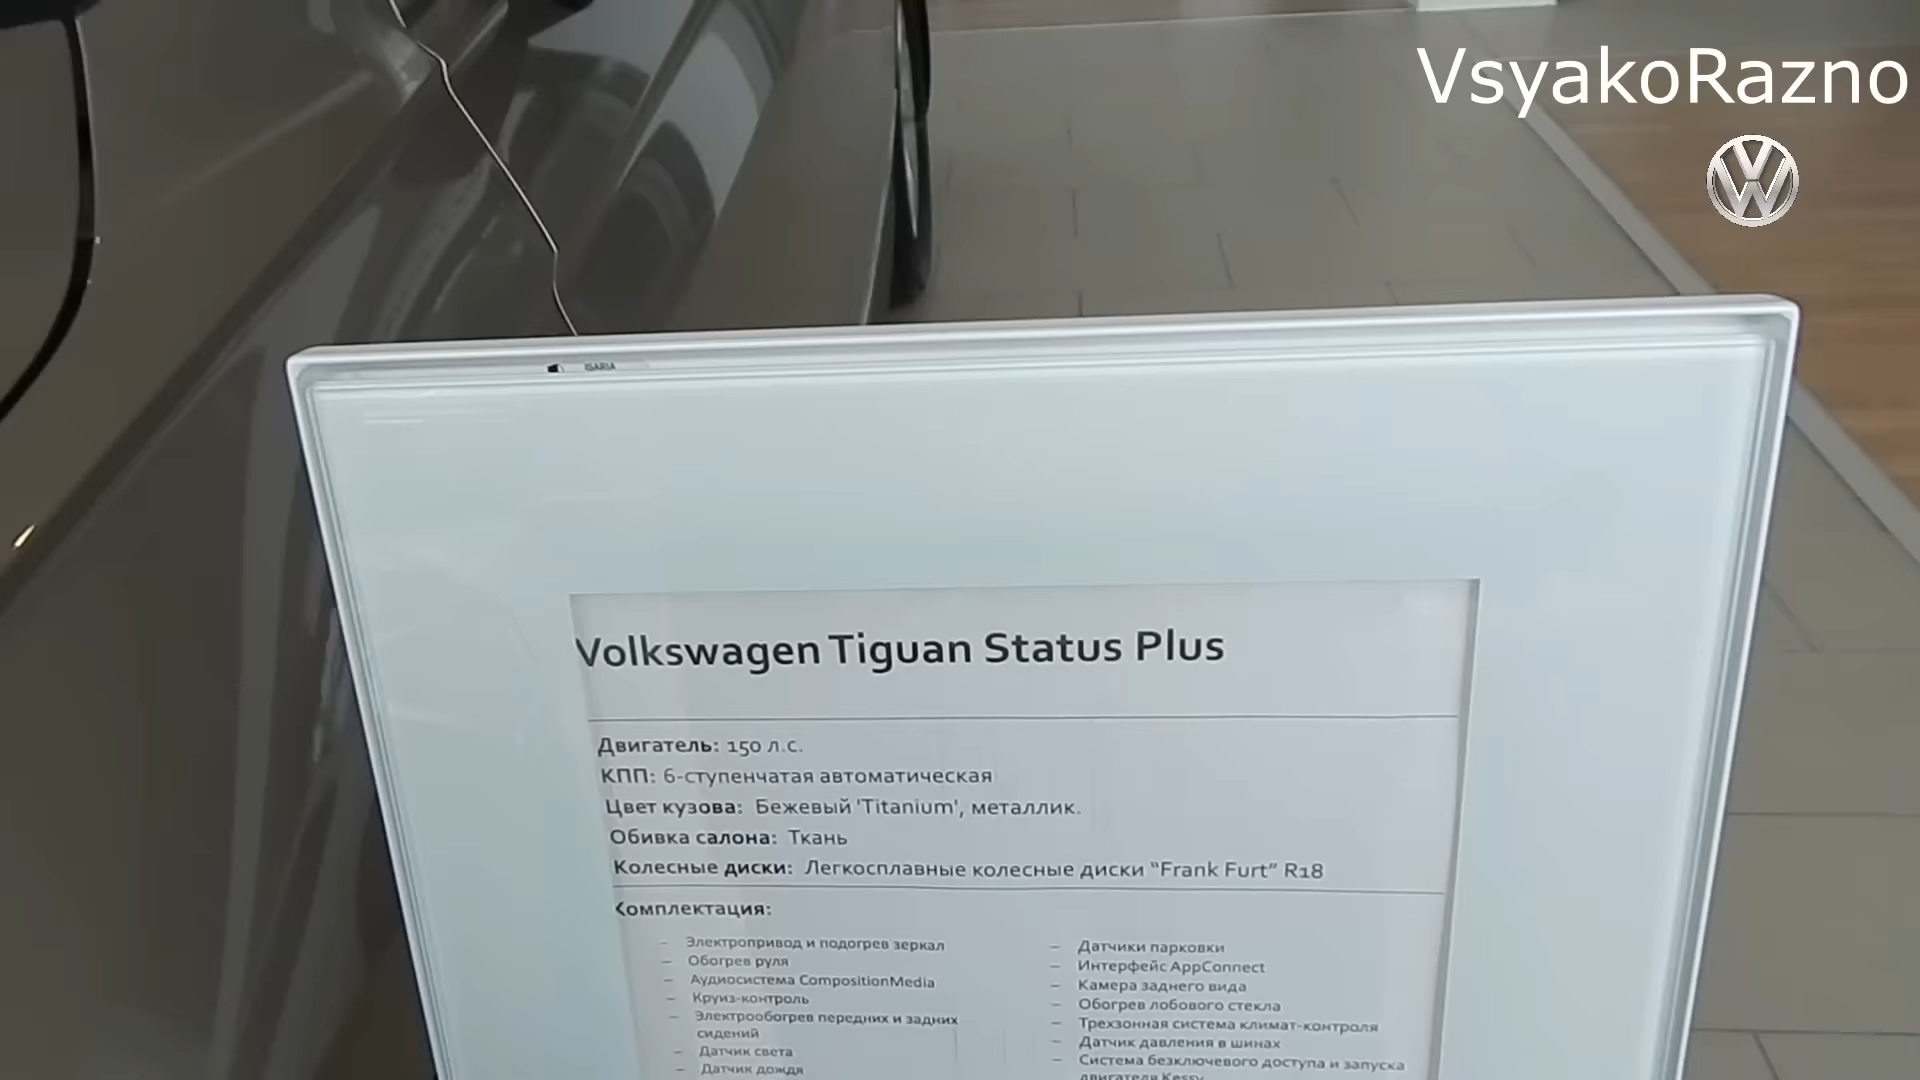 VsyakoRazno
ISARIA
Volkswagen Tiguan Status Plus
Двигатель: 150 л.с.
КПП: 6-ступенчатая автоматическая
Цвет кузова: Бежевый 'Titanium', металлик.
Обивка салона: Ткань
Колесные диски: Легкосплавные колесные диски “Frank Furt” R18
Комплектация:
– Электропривод и подогрев зеркал
– Обогрев руля
– Аудиосистема CompositionMedia
– Круиз-контроль
– Электрообогрев передних и задних
сидений
– Датчик света
– Датчик дождя
– Датчики парковки
– Интерфейс AppConnect
– Камера заднего вида
– Обогрев лобового стекла
– Трехзонная система климат-контроля
– Датчик давления в шинах
– Система безключевого доступа и запуска
двигателя Kessy